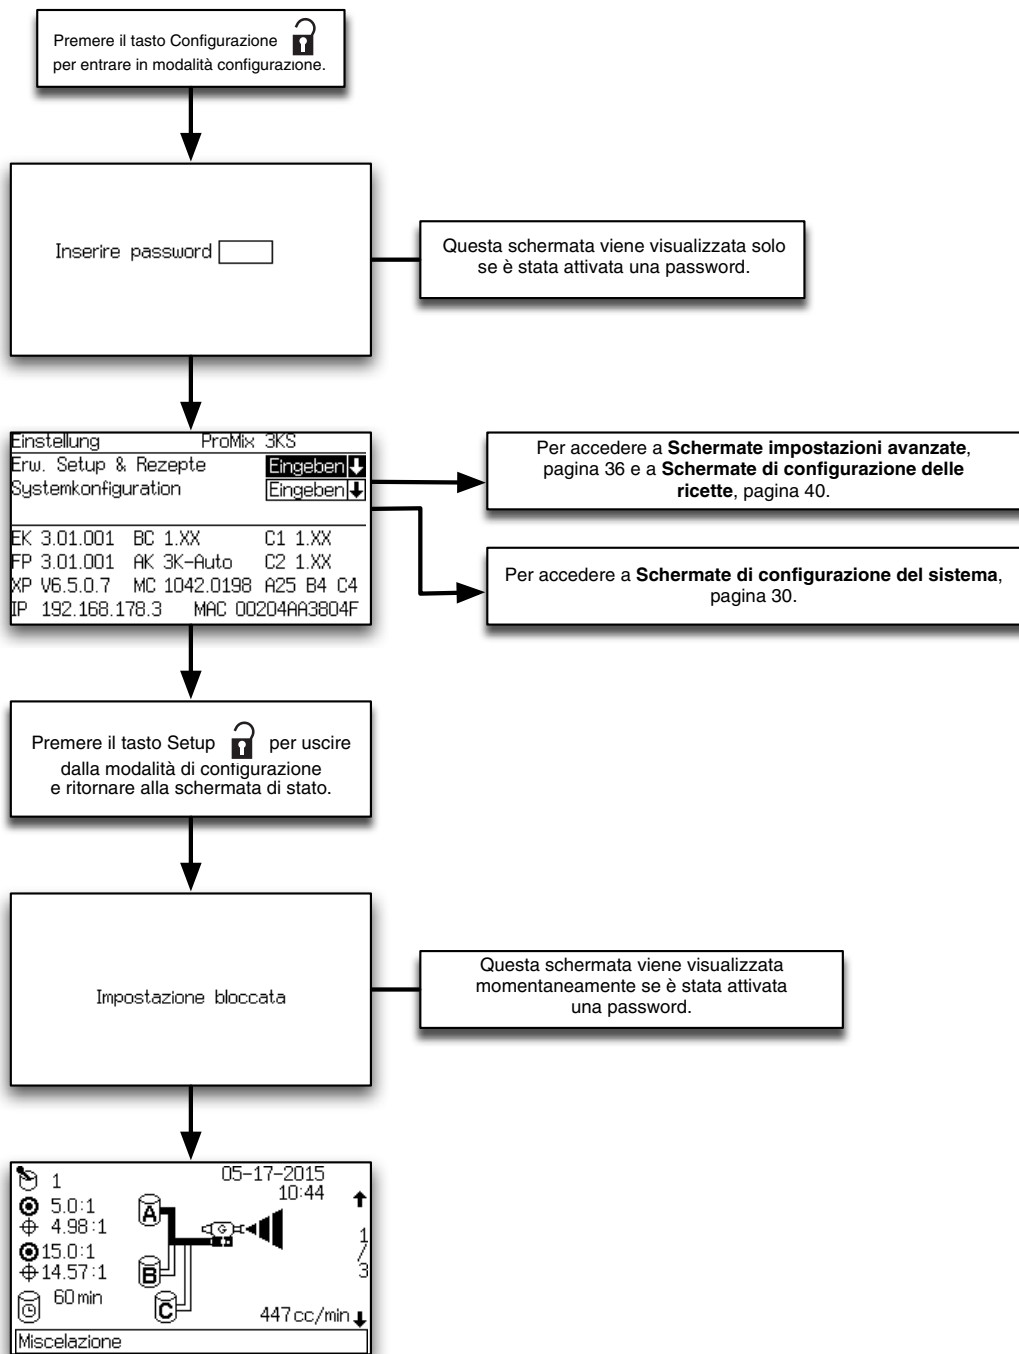 Premere il tasto Configurazione
per entrare in modalità configurazione.
Inserire password
Questa schermata viene visualizzata solo
se è stata attivata una password.
Einstellung ProMix 3KS
Erw. Setup & Rezepte Eingeben
Systemkonfiguration Eingeben
EK 3.01.001 BC 1.XX C1 1.XX
FP 3.01.001 AK 3K-Auto C2 1.XX
XP V6.5.0.7 MC 1042.0198 A25 B4 C4
IP 192.168.178.3 MAC 00204AA3804F
Per accedere a Schermate impostazioni avanzate,
pagina 36 e a Schermate di configurazione delle
ricette, pagina 40.
Per accedere a Schermate di configurazione del sistema,
pagina 30.
Premere il tasto Setup per uscire
dalla modalità di configurazione
e ritornare alla schermata di stato.
Impostazione bloccata
Questa schermata viene visualizzata
momentaneamente se è stata attivata
una password.
1 05-17-2015
10:44
5.0:1
4.98:1
15.0:1
14.57:1
60 min
A
B
C
G
1
/
3
447 cc/min
Miscelazione